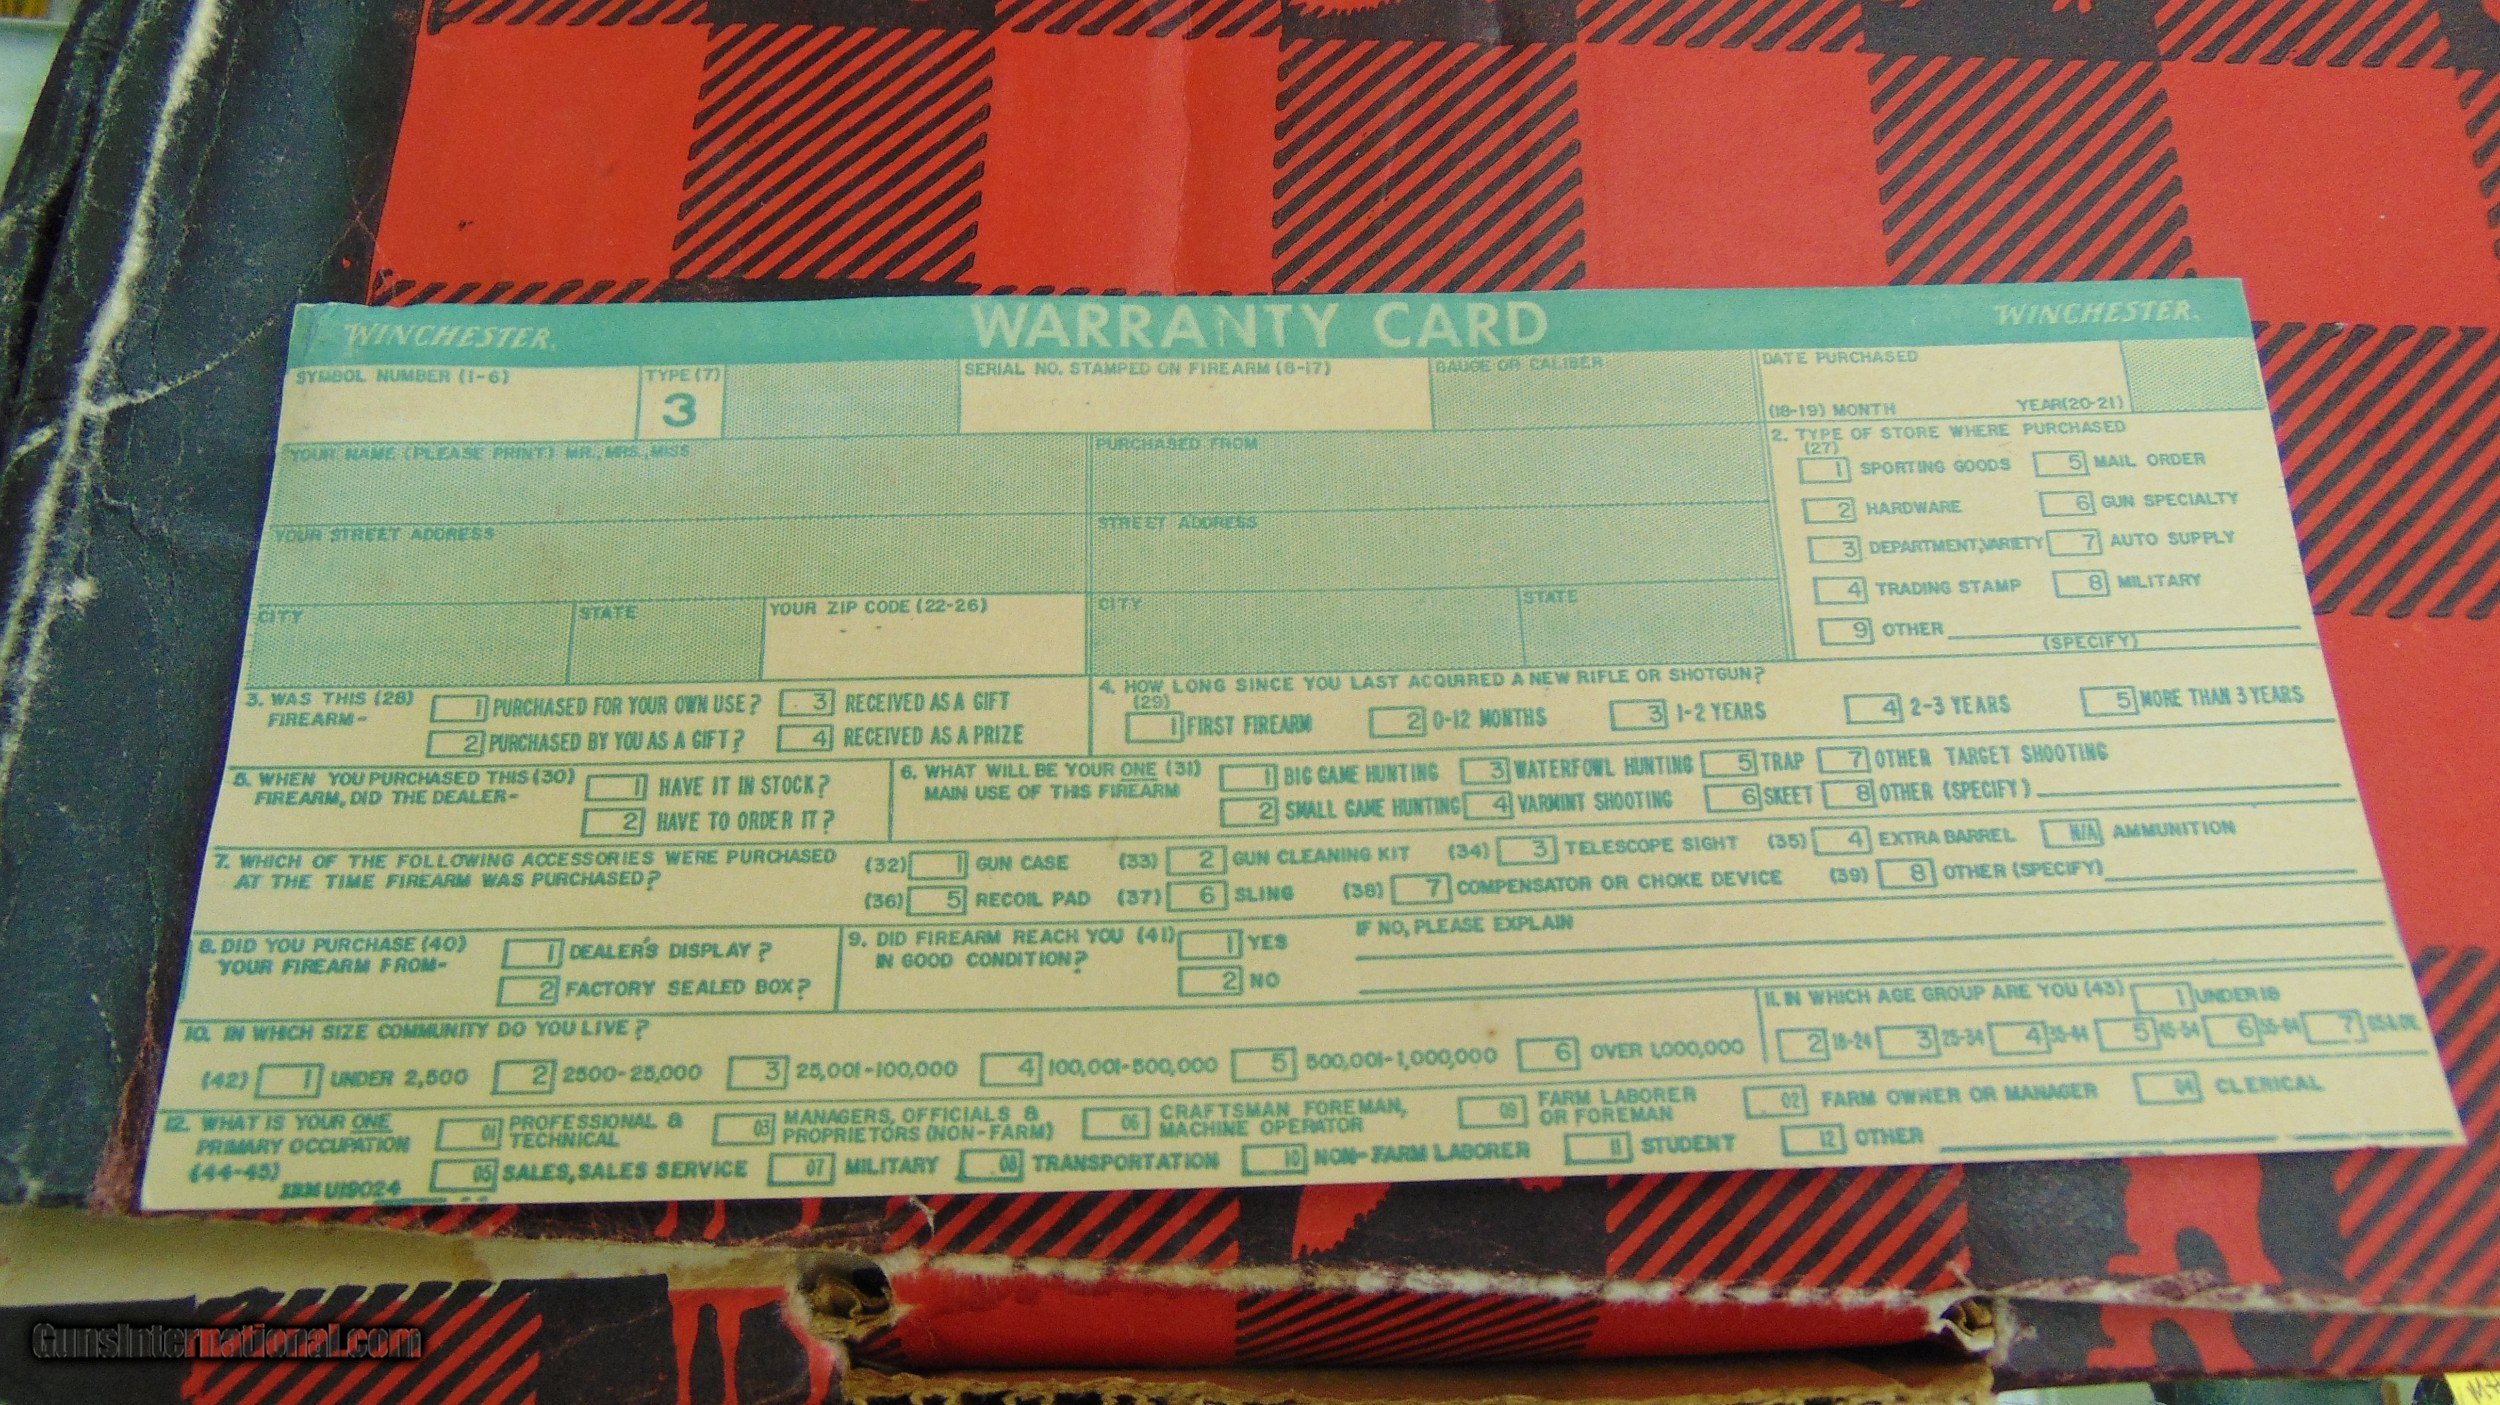 WINCHESTER.
WARRANTY CARD
WINCHESTER.
SYMBOL NUMBER (1-6)
TYPE (7)
3
SERIAL NO. STAMPED ON FIREARM (8-17)
GAUGE OR CALIBER
DATE PURCHASED
(18-19) MONTH YEAR(20-21)
YOUR NAME (PLEASE PRINT) MR., MRS., MISS
PURCHASED FROM
YOUR STREET ADDRESS
STREET ADDRESS
CITY
STATE
YOUR ZIP CODE (22-26)
CITY
STATE
2. TYPE OF STORE WHERE PURCHASED
(27)
1 SPORTING GOODS 5 MAIL ORDER
2 HARDWARE 6 GUN SPECIALTY
3 DEPARTMENT,VARIETY 7 AUTO SUPPLY
4 TRADING STAMP 8 MILITARY
9 OTHER
(SPECIFY)
3. WAS THIS (28)
FIREARM-
1 PURCHASED FOR YOUR OWN USE? 3 RECEIVED AS A GIFT
2 PURCHASED BY YOU AS A GIFT? 4 RECEIVED AS A PRIZE
4. HOW LONG SINCE YOU LAST ACQUIRED A NEW RIFLE OR SHOTGUN?
(29)
1 FIRST FIREARM 2 0-12 MONTHS 3 1-2 YEARS 4 2-3 YEARS 5 MORE THAN 3 YEARS
5. WHEN YOU PURCHASED THIS (30)
FIREARM, DID THE DEALER-
1 HAVE IT IN STOCK?
2 HAVE TO ORDER IT?
6. WHAT WILL BE YOUR ONE (31)
MAIN USE OF THIS FIREARM
1 BIG GAME HUNTING 3 WATERFOWL HUNTING 5 TRAP 7 OTHER TARGET SHOOTING
2 SMALL GAME HUNTING 4 VARMINT SHOOTING 6 SKEET 8 OTHER (SPECIFY)
7. WHICH OF THE FOLLOWING ACCESSORIES WERE PURCHASED
AT THE TIME FIREARM WAS PURCHASED?
(32) 1 GUN CASE (33) 2 GUN CLEANING KIT (34) 3 TELESCOPE SIGHT (35) 4 EXTRA BARREL N/A AMMUNITION
(36) 5 RECOIL PAD (37) 6 SLING (38) 7 COMPENSATOR OR CHOKE DEVICE (39) 8 OTHER (SPECIFY)
8. DID YOU PURCHASE (40)
YOUR FIREARM FROM-
1 DEALER'S DISPLAY?
2 FACTORY SEALED BOX?
9. DID FIREARM REACH YOU (41)
IN GOOD CONDITION?
1 YES
2 NO
IF NO, PLEASE EXPLAIN
10. IN WHICH SIZE COMMUNITY DO YOU LIVE?
(42) 1 UNDER 2,500 2 2500-25,000 3 25,001-100,000 4 100,001-500,000 5 500,001-1,000,000 6 OVER 1,000,000
11. IN WHICH AGE GROUP ARE YOU (43) 1 UNDER 18
2 18-24 3 25-34 4 35-44 5 45-54 6 55-64 7
12. WHAT IS YOUR ONE
PRIMARY OCCUPATION
(44-45)
01 PROFESSIONAL & TECHNICAL
03 MANAGERS, OFFICIALS & PROPRIETORS (NON-FARM)
06 CRAFTSMAN FOREMAN, MACHINE OPERATOR
09 FARM LABORER OR FOREMAN
02 FARM OWNER OR MANAGER
04 CLERICAL
05 SALES, SALES SERVICE 07 MILITARY 08 TRANSPORTATION 10 NON-FARM LABORER 11 STUDENT 12 OTHER
IBM U19024
GunsInternational.com